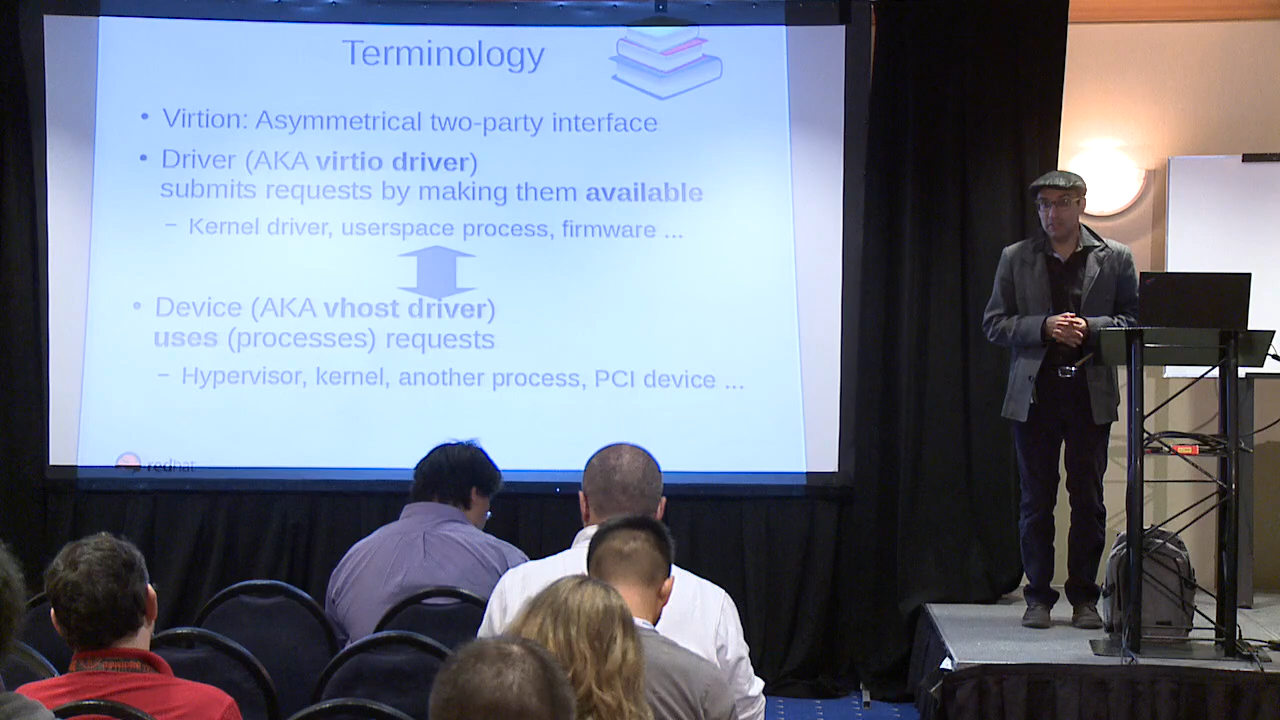 Terminology
• Virtion: Asymmetrical two-party interface
• Driver (AKA virtio driver)
submits requests by making them available
– Kernel driver, userspace process, firmware ...
• Device (AKA vhost driver)
uses (processes) requests
– Hypervisor, kernel, another process, PCI device ...
redhat